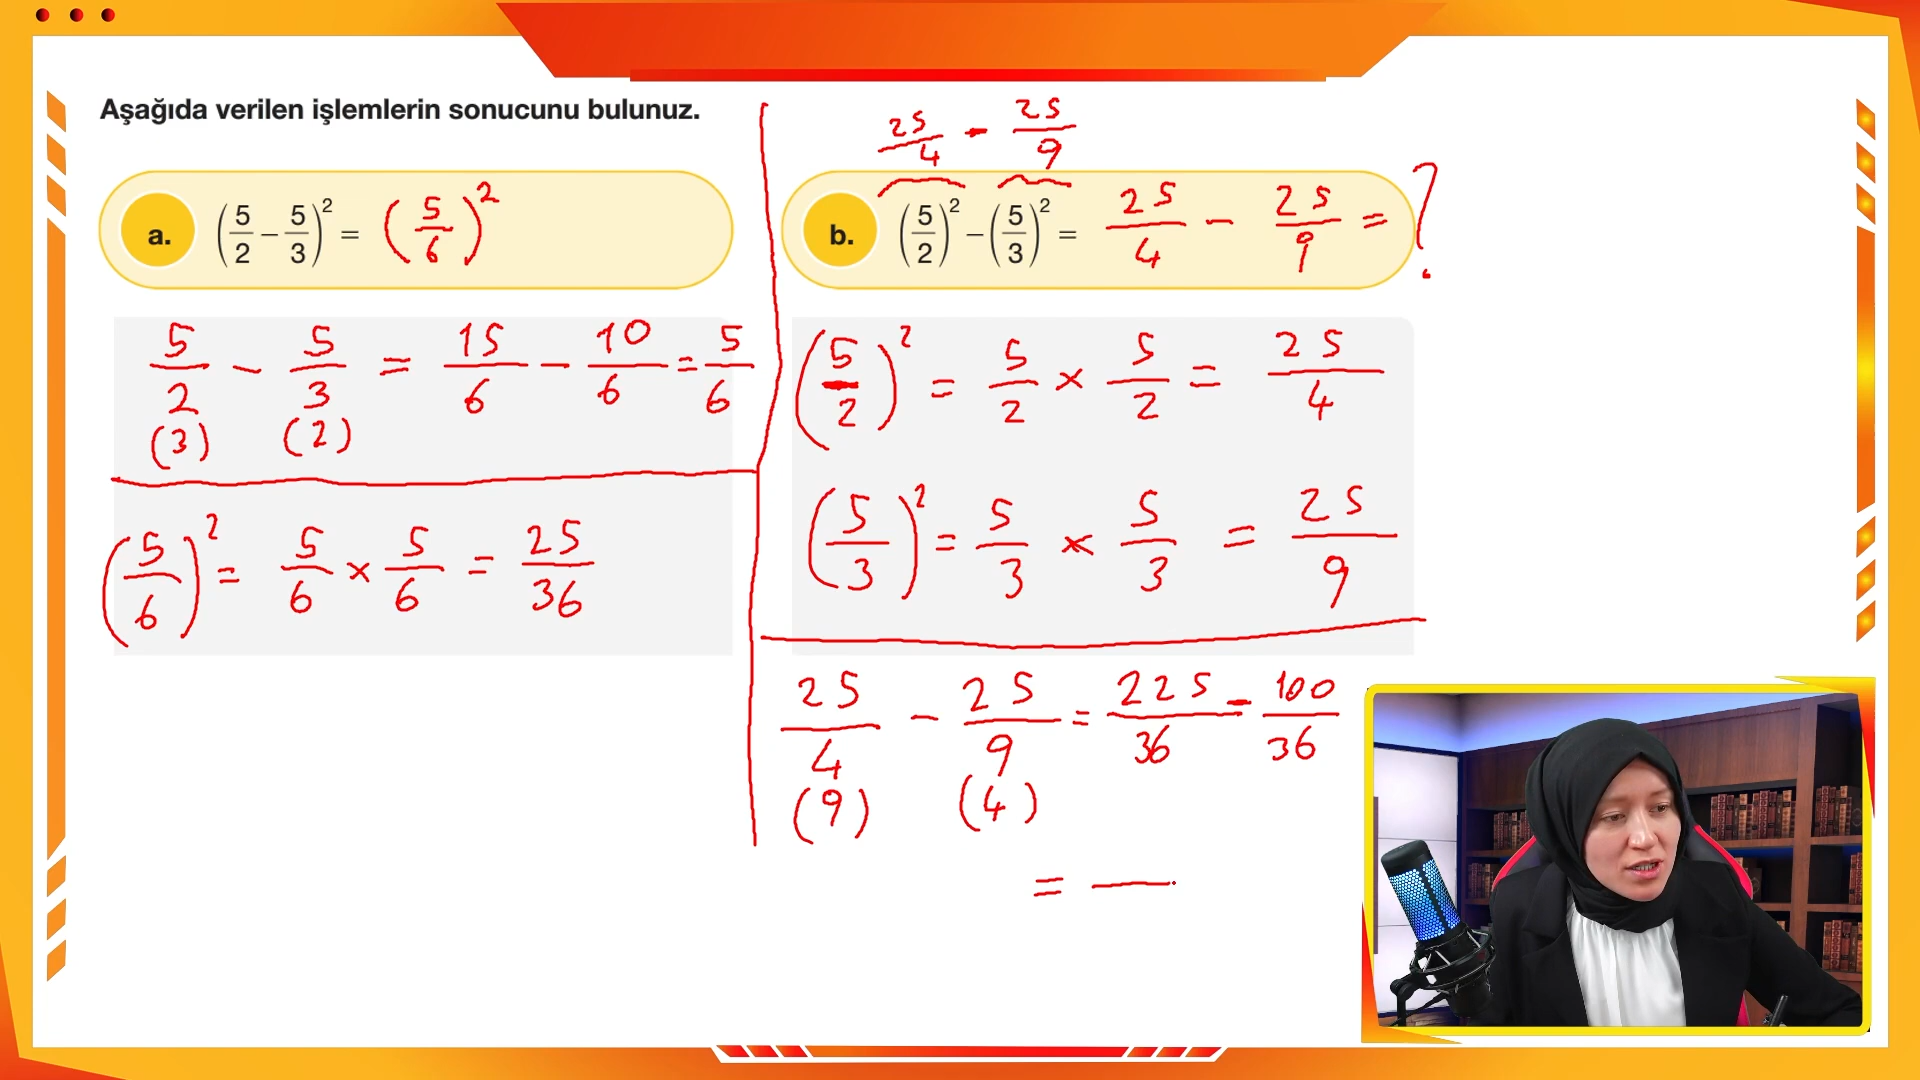 Aşağıda verilen işlemlerin sonucunu bulunuz.
a. (5/2 − 5/3)² = (5/6)²
5/2 − 5/3 = 15/6 − 10/6 = 5/6
(3) (2)
(5/6)² = 5/6 × 5/6 = 25/36
25/4 - 25/9
b. (5/2)² − (5/3)² = 25/4 − 25/9 = ?
(5/2)² = 5/2 × 5/2 = 25/4
(5/3)² = 5/3 × 5/3 = 25/9
25/4 − 25/9 = 225/36 - 100/36
(9) (4)
= —